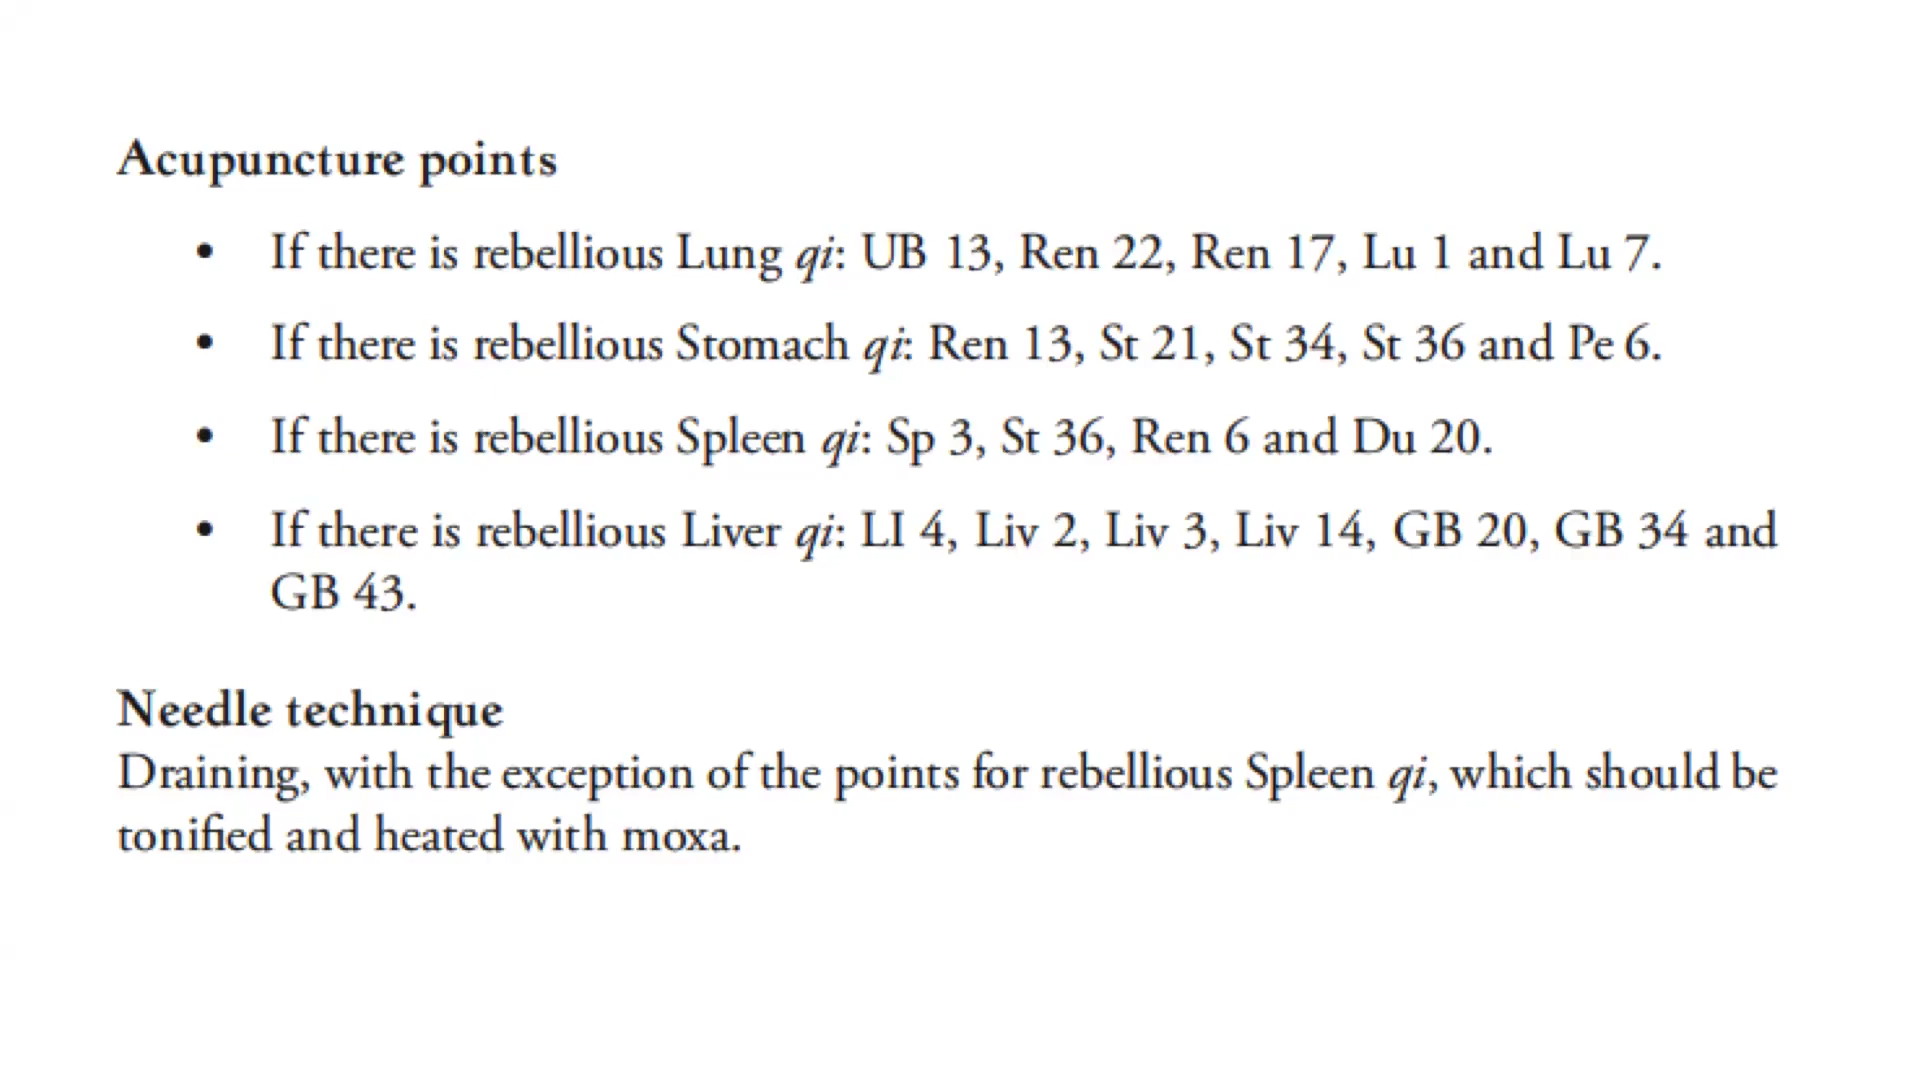 Acupuncture points
• If there is rebellious Lung qi: UB 13, Ren 22, Ren 17, Lu 1 and Lu 7.
• If there is rebellious Stomach qi: Ren 13, St 21, St 34, St 36 and Pe 6.
• If there is rebellious Spleen qi: Sp 3, St 36, Ren 6 and Du 20.
• If there is rebellious Liver qi: LI 4, Liv 2, Liv 3, Liv 14, GB 20, GB 34 and
GB 43.
Needle technique
Draining, with the exception of the points for rebellious Spleen qi, which should be
tonified and heated with moxa.